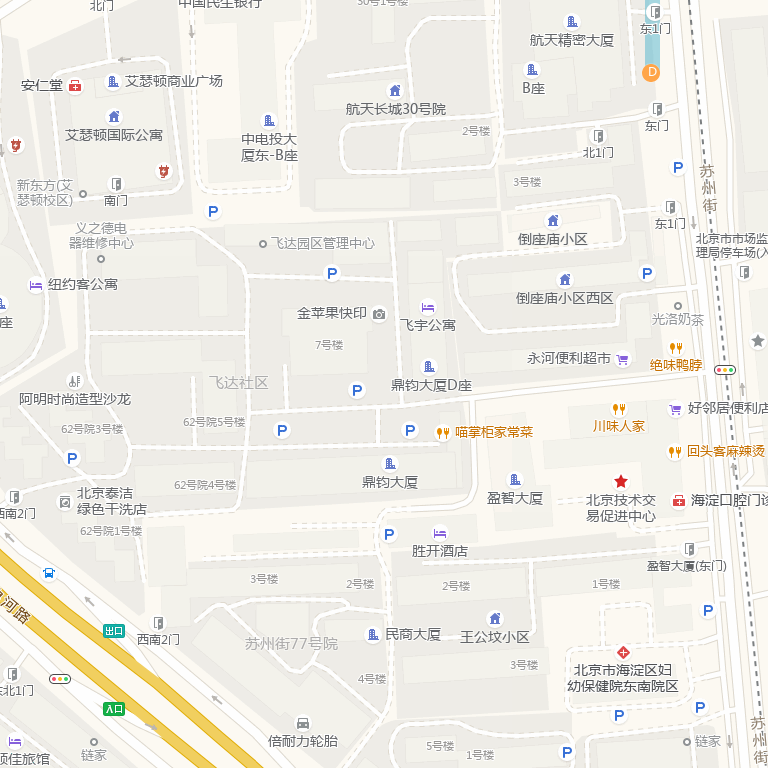 北门
中国民生银行
30号1号楼
东1门
航天精密大厦
D
B座
安仁堂
艾瑟顿商业广场
航天长城30号院
东门
艾瑟顿国际公寓
中电投大
厦东-B座
2号楼
北1门
新东方(艾
瑟顿校区)
南门
3号楼
P
苏州街
P
义之德电
器维修中心
飞达园区管理中心
倒座庙小区
东1门
北京市市场监
理局停车场(入
纽约客公寓
P
P
倒座庙小区西区
座
金苹果快印
飞宇公寓
光洛奶茶
7号楼
永河便利超市
绝味鸭脖
飞达社区
P
鼎钧大厦D座
阿明时尚造型沙龙
62号院3号楼
62号院5号楼
P
P
喵掌柜家常菜
川味人家
好邻居便利店
P
鼎钧大厦
回头客麻辣烫
62号院4号楼
北京泰洁
绿色干洗店
西南2门
盈智大厦
北京技术交
易促进中心
海淀口腔门诊
62号院1号楼
P
胜开酒店
盈智大厦(东门)
3号楼
2号楼
2号楼
1号楼
P
河路
出口
西南2门
苏州街77号院
民商大厦
王公坟小区
3号楼
北京市海淀区妇
幼保健院东南院区
东北1门
4号楼
入口
P
P
苏州街
倍耐力轮胎
颐佳旅馆
链家
5号楼
1号楼
P
链家